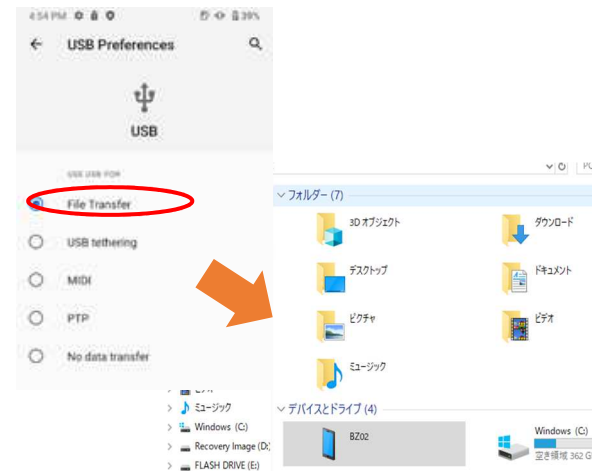 4:54 PM
39%
USB Preferences
USB
USE USB FOR
File Transfer
USB tethering
MIDI
PTP
No data transfer
PC
フォルダー (7)
3D オブジェクト
ダウンロード
デスクトップ
ドキュメント
ピクチャ
ビデオ
ミュージック
デバイスとドライブ (4)
BZ02
Windows (C:)
空き領域 362 G
ミュージック
Windows (C:)
Recovery Image (D:
FLASH DRIVE (E:)